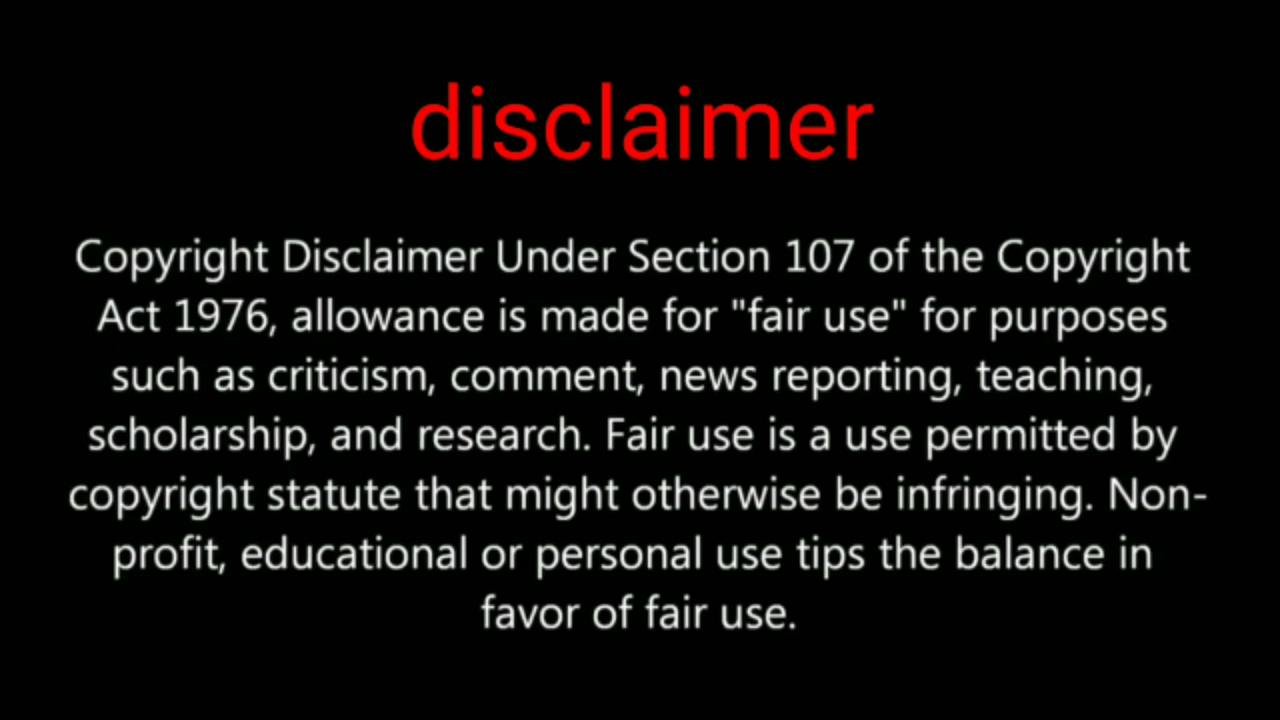 disclaimer
Copyright Disclaimer Under Section 107 of the Copyright
Act 1976, allowance is made for "fair use" for purposes
such as criticism, comment, news reporting, teaching,
scholarship, and research. Fair use is a use permitted by
copyright statute that might otherwise be infringing. Non-
profit, educational or personal use tips the balance in
favor of fair use.